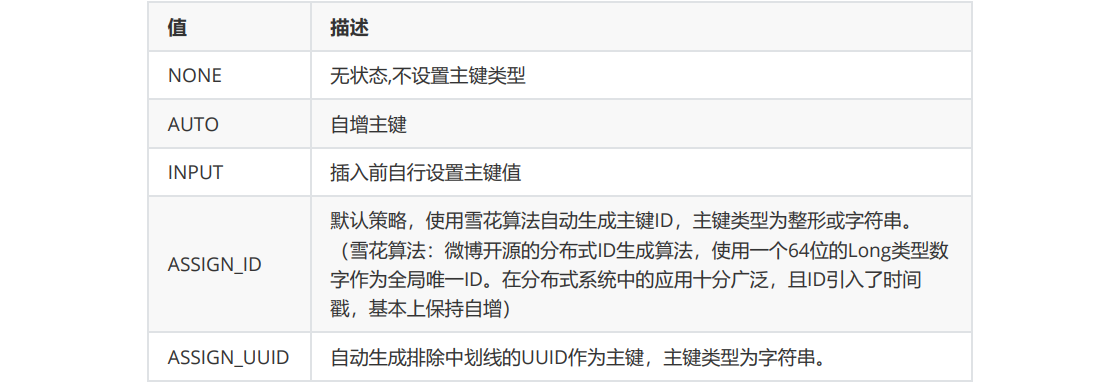 值 描述
NONE 无状态,不设置主键类型
AUTO 自增主键
INPUT 插入前自行设置主键值
ASSIGN_ID 默认策略，使用雪花算法自动生成主键ID，主键类型为整形或字符串。
（雪花算法：微博开源的分布式ID生成算法，使用一个64位的Long类型数
字作为全局唯一ID。在分布式系统中的应用十分广泛，且ID引入了时间
戳，基本上保持自增）
ASSIGN_UUID 自动生成排除中划线的UUID作为主键，主键类型为字符串。